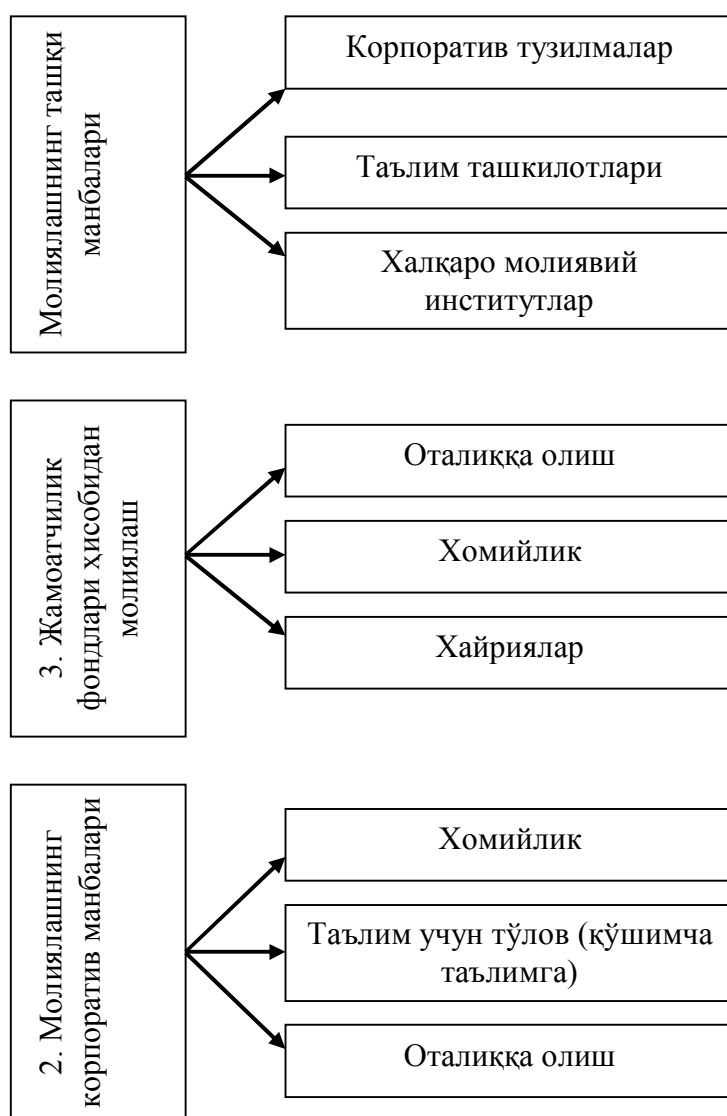 Молиялашнинг ташқи
манбалари
Корпоратив тузилмалар
Таълим ташкилотлари
Халқаро молиявий
институтлар
3. Жамоатчилик
фондлари ҳисобидан
молиялаш
Оталиққа олиш
Хомийлик
Хайриялар
2. Молиялашнинг
корпоратив манбалари
Хомийлик
Таълим учун тўлов (қўшимча
таълимга)
Оталиққа олиш